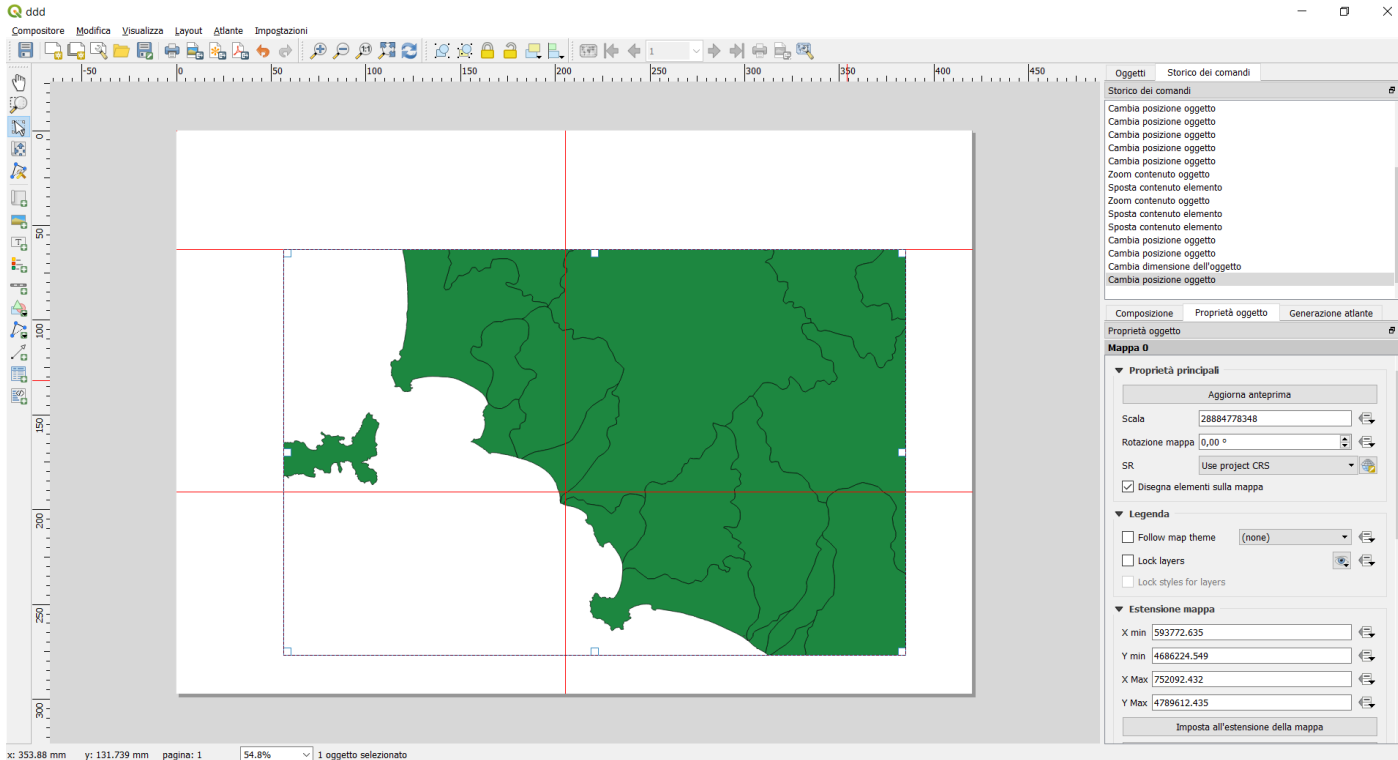 ddd
Compositore Modifica Visualizza Layout Atlante Impostazioni
1
-50 0 50 100 150 200 250 300 350 400 450
0
50
100
150
200
250
300
Oggetti Storico dei comandi
Storico dei comandi
Cambia posizione oggetto
Cambia posizione oggetto
Cambia posizione oggetto
Cambia posizione oggetto
Cambia posizione oggetto
Zoom contenuto oggetto
Sposta contenuto elemento
Zoom contenuto oggetto
Sposta contenuto elemento
Sposta contenuto elemento
Cambia posizione oggetto
Cambia posizione oggetto
Cambia dimensione dell'oggetto
Cambia posizione oggetto
Composizione Proprietà oggetto Generazione atlante
Proprietà oggetto
Mappa 0
Proprietà principali
Aggiorna anteprima
Scala 28884778348
Rotazione mappa 0,00 °
SR Use project CRS
Disegna elementi sulla mappa
Legenda
Follow map theme (none)
Lock layers
Lock styles for layers
Estensione mappa
X min 593772.635
Y min 4686224.549
X Max 752092.432
Y Max 4789612.435
Imposta all'estensione della mappa
x: 353.88 mm y: 131.739 mm pagina: 1 54.8% 1 oggetto selezionato